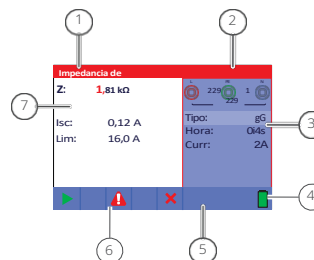 1
2
Impedancia de
L
N
229
1
229
Z: 1,81 kΩ
7
Isc: 0,12 A
Lim: 16,0 A
Tipo: gG
Hora: 0i4s
Curr: 2A
3
4
6
5